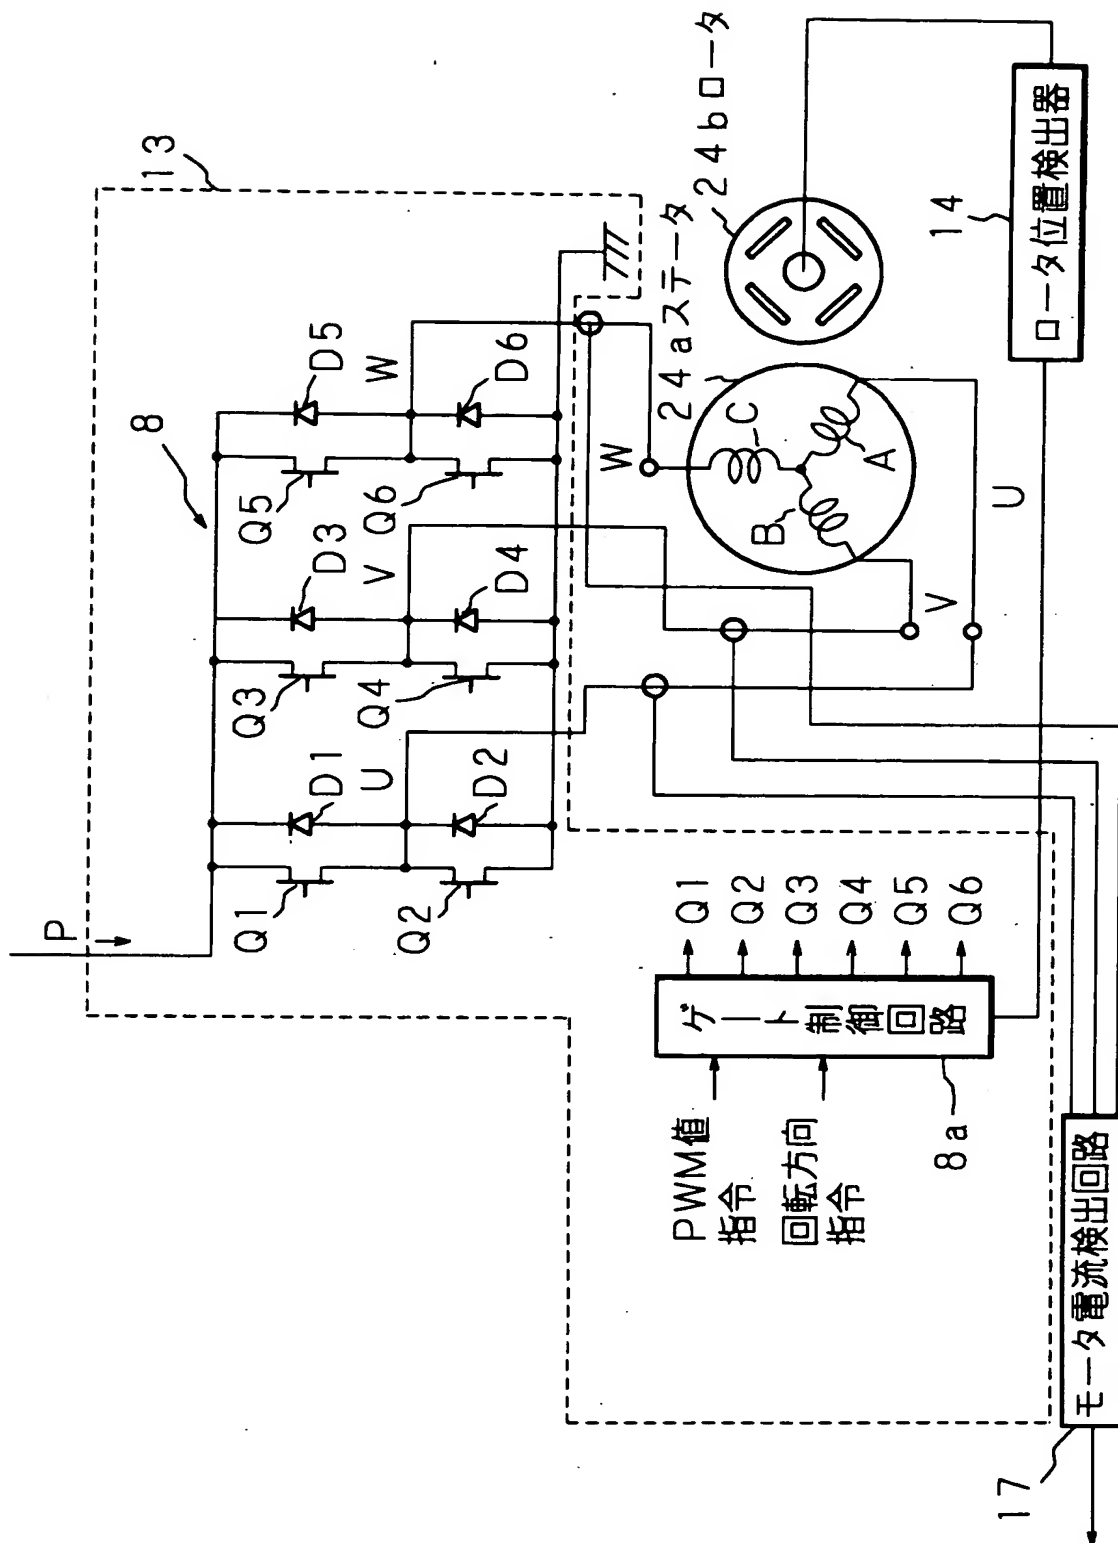 13
P
8
Q1
D1
U
Q2
D2
Q3
D3
V
Q4
D4
Q5
D5
W
Q6
D6
PWM値
指令
回転方向
指令
8a
ゲート制御回路
Q1
Q2
Q3
Q4
Q5
Q6
W
V
U
A
B
C
24aステータ
24bロータ
14
ロータ位置検出器
17
モータ電流検出回路